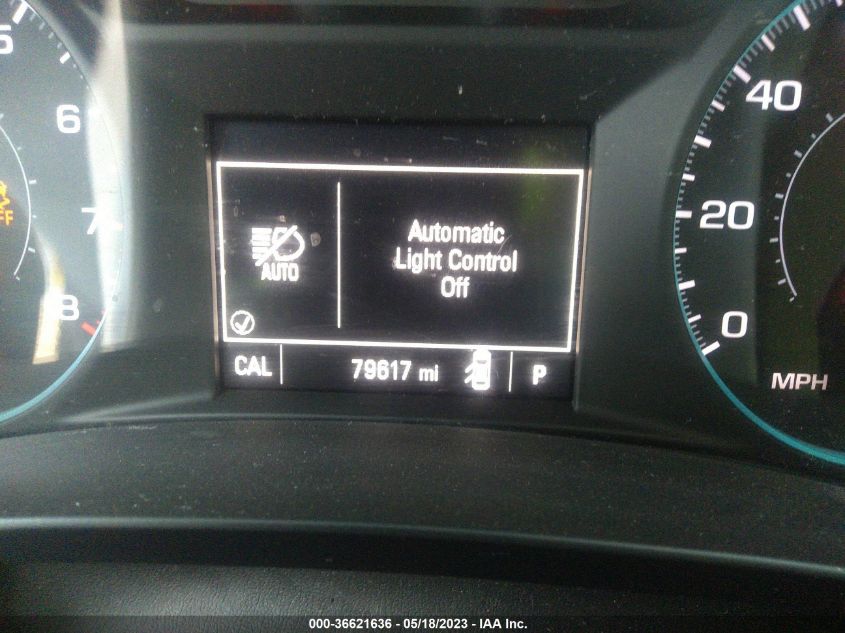 5
6
7
8
FF
AUTO
Automatic
Light Control
Off
CAL
79617 mi
P
40
20
0
MPH
000-36621636 - 05/18/2023 - IAA Inc.